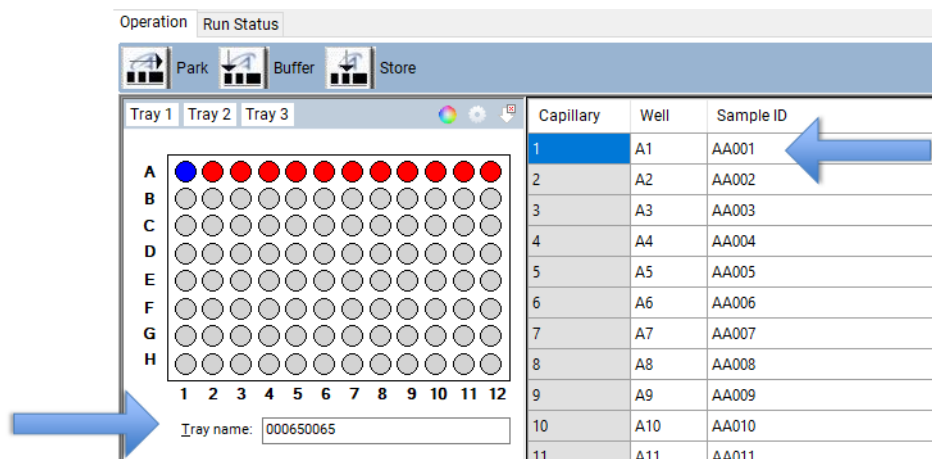 Operation Run Status
Park Buffer Store
Tray 1 Tray 2 Tray 3
Capillary Well Sample ID
1 A1 AA001
2 A2 AA002
3 A3 AA003
4 A4 AA004
5 A5 AA005
6 A6 AA006
7 A7 AA007
8 A8 AA008
9 A9 AA009
10 A10 AA010
11 A11 AA011
A
B
C
D
E
F
G
H
1 2 3 4 5 6 7 8 9 10 11 12
Tray name: 000650065